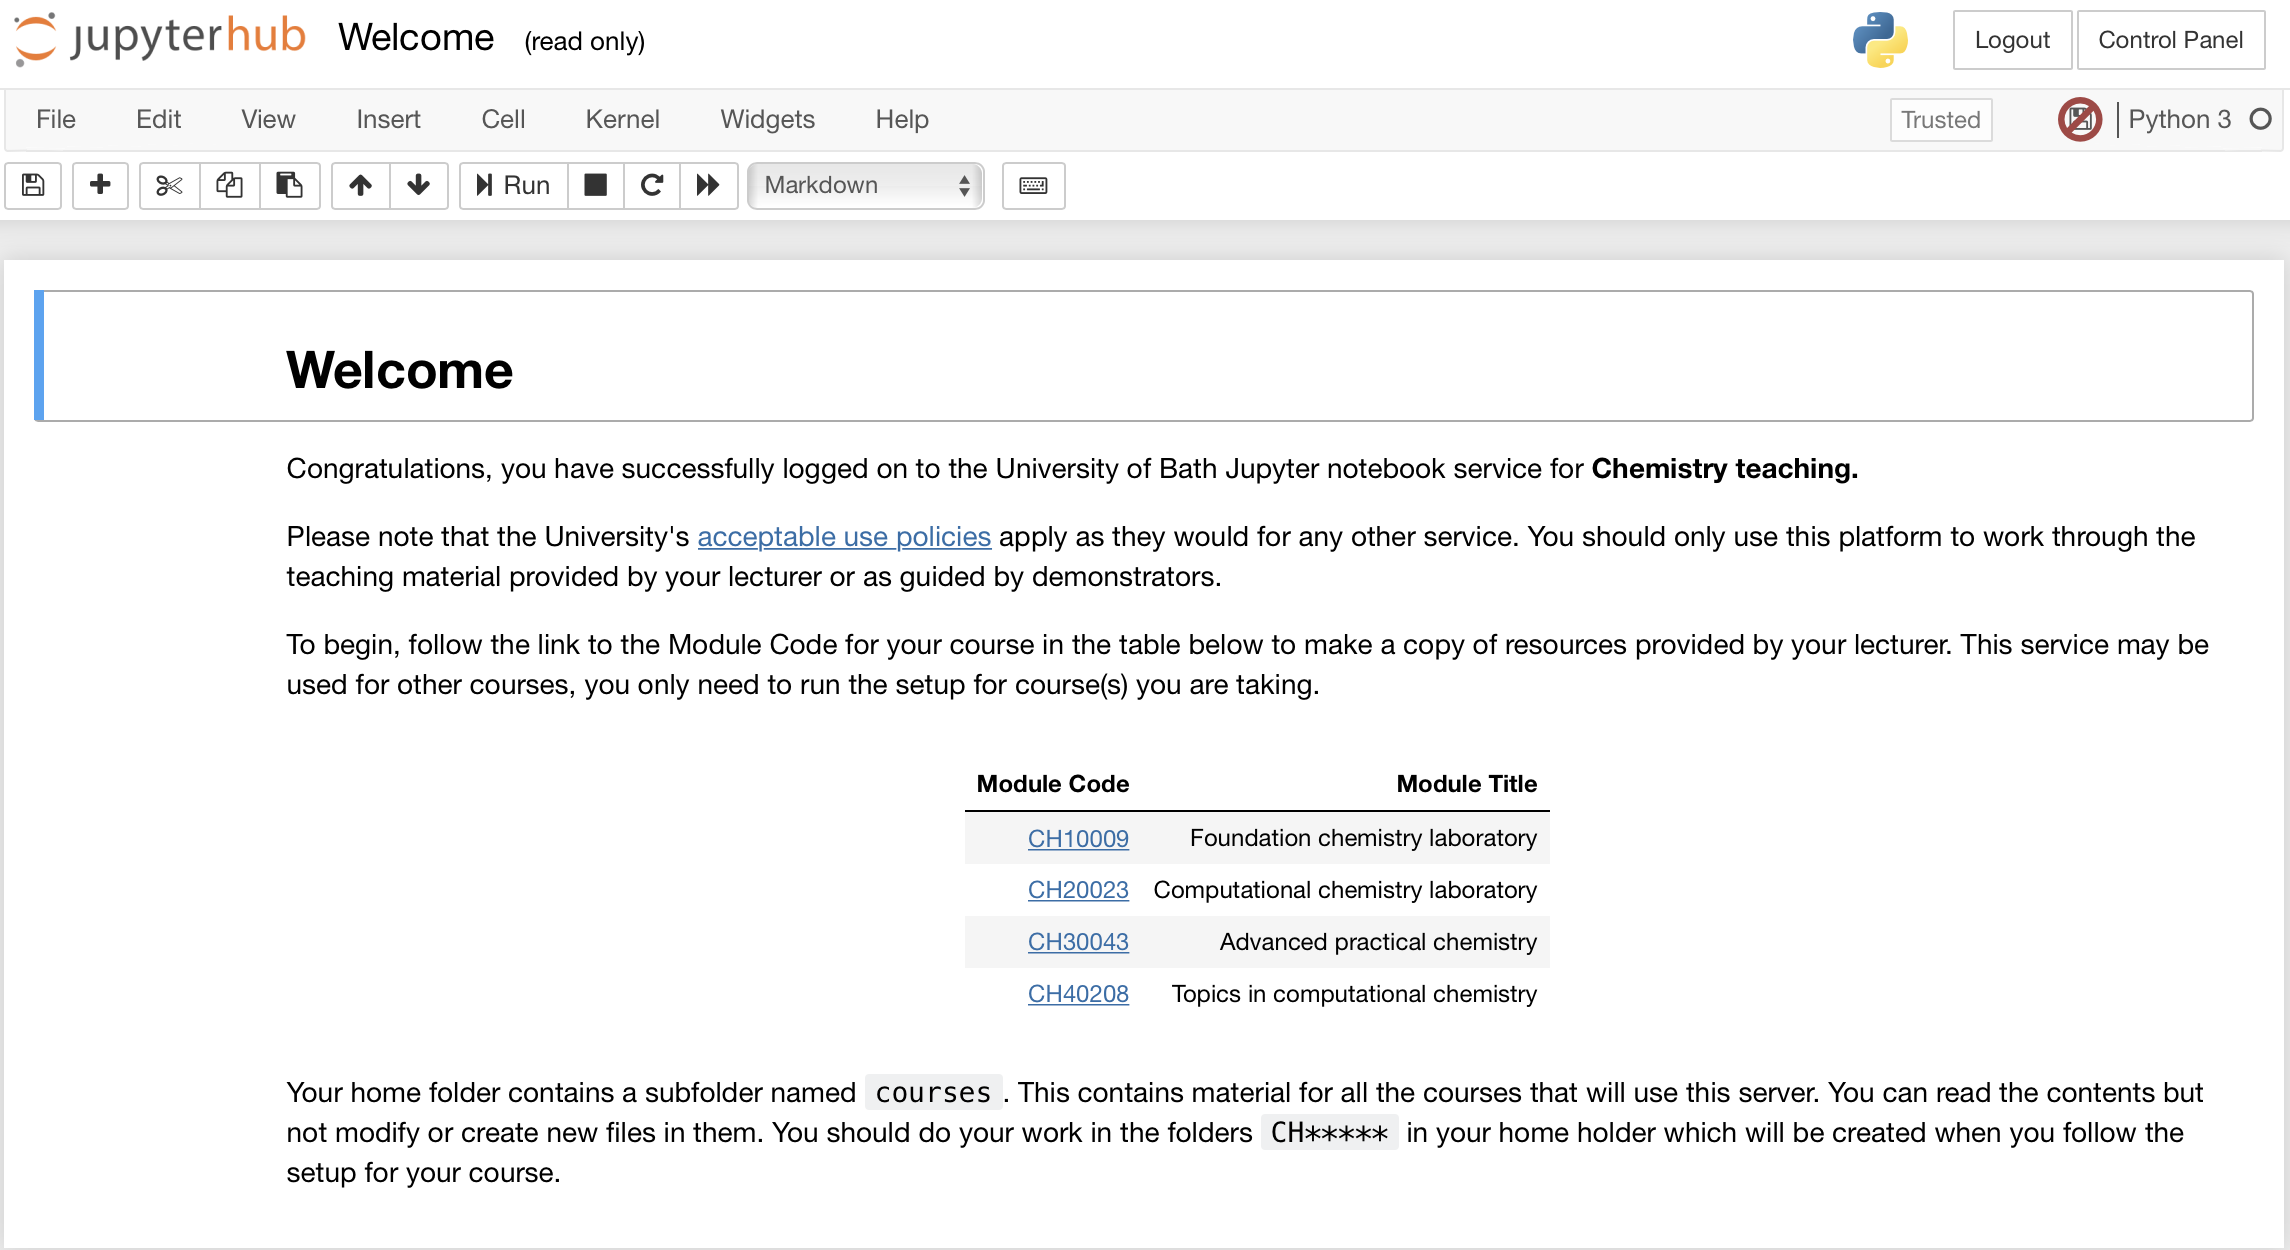 jupyterhub Welcome (read only) Logout Control Panel
File Edit View Insert Cell Kernel Widgets Help Trusted Python 3
Run Markdown
Welcome
Congratulations, you have successfully logged on to the University of Bath Jupyter notebook service for Chemistry teaching.
Please note that the University's acceptable use policies apply as they would for any other service. You should only use this platform to work through the
teaching material provided by your lecturer or as guided by demonstrators.
To begin, follow the link to the Module Code for your course in the table below to make a copy of resources provided by your lecturer. This service may be
used for other courses, you only need to run the setup for course(s) you are taking.
Module Code Module Title
CH10009 Foundation chemistry laboratory
CH20023 Computational chemistry laboratory
CH30043 Advanced practical chemistry
CH40208 Topics in computational chemistry
Your home folder contains a subfolder named courses. This contains material for all the courses that will use this server. You can read the contents but
not modify or create new files in them. You should do your work in the folders CH***** in your home holder which will be created when you follow the
setup for your course.